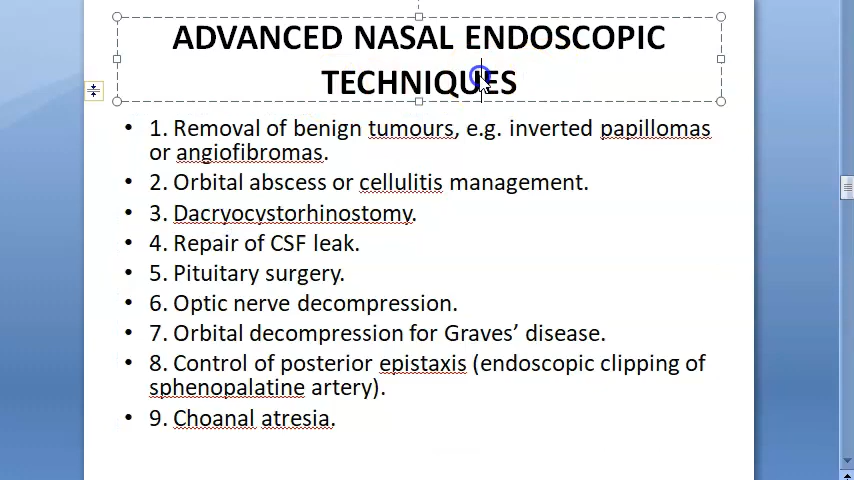 ADVANCED NASAL ENDOSCOPIC
TECHNIQUES
• 1. Removal of benign tumours, e.g. inverted papillomas
or angiofibromas.
• 2. Orbital abscess or cellulitis management.
• 3. Dacryocystorhinostomy.
• 4. Repair of CSF leak.
• 5. Pituitary surgery.
• 6. Optic nerve decompression.
• 7. Orbital decompression for Graves’ disease.
• 8. Control of posterior epistaxis (endoscopic clipping of
sphenopalatine artery).
• 9. Choanal atresia.